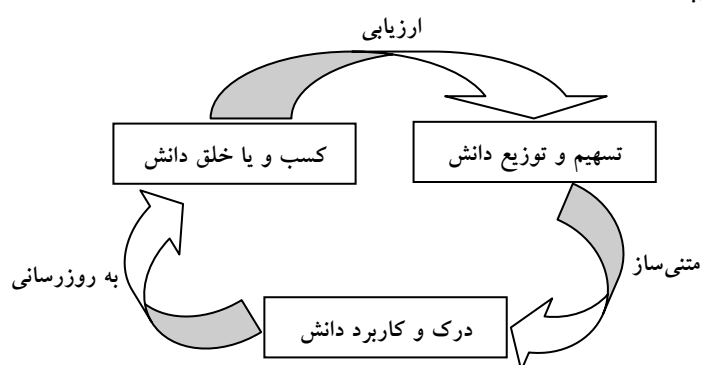 ارزیابی
کسب و یا خلق دانش
تسهیم و توزیع دانش
متنی‌ساز
به روزرسانی
درک و کاربرد دانش